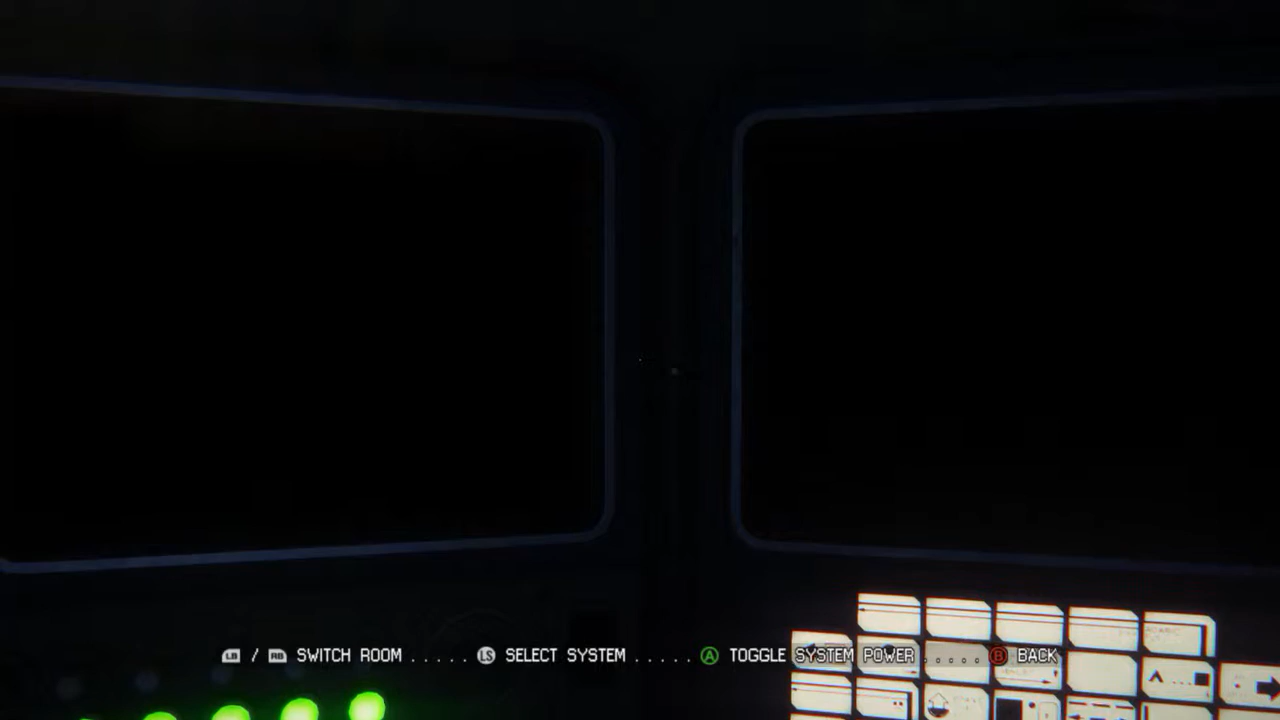 LB / RB SWITCH ROOM ..... LS SELECT SYSTEM ..... A TOGGLE SYSTEM POWER ..... B BACK